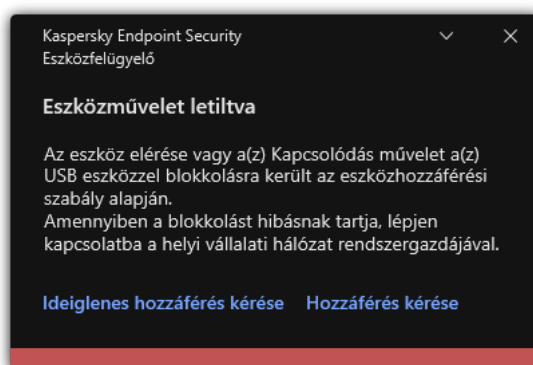 Kaspersky Endpoint Security
Eszközfelügyelő
Eszközművelet letiltva
Az eszköz elérése vagy a(z) Kapcsolódás művelet a(z)
USB eszközzel blokkolásra került az eszközhozzáférési
szabály alapján.
Amennyiben a blokkolást hibásnak tartja, lépjen
kapcsolatba a helyi vállalati hálózat rendszergazdájával.
Ideiglenes hozzáférés kérése Hozzáférés kérése